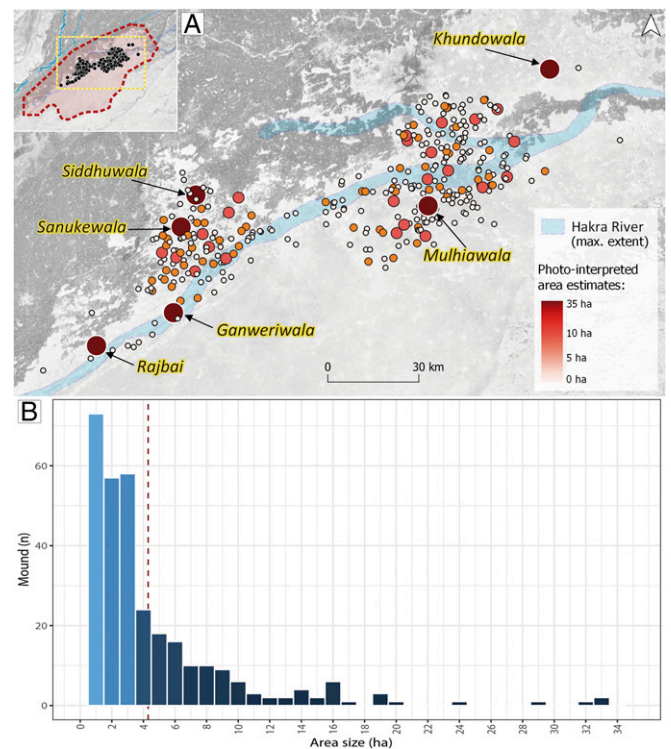 A
Khundowala
Siddhuwala
Sanukewala
Mulhiawala
Ganweriwala
Rajbai
Hakra River
(max. extent)
Photo-interpreted
area estimates:
35 ha
10 ha
5 ha
0 ha
0 30 km
B
Mound (n)
60
40
20
0
0 2 4 6 8 10 12 14 16 18 20 22 24 26 28 30 32 34
Area size (ha)